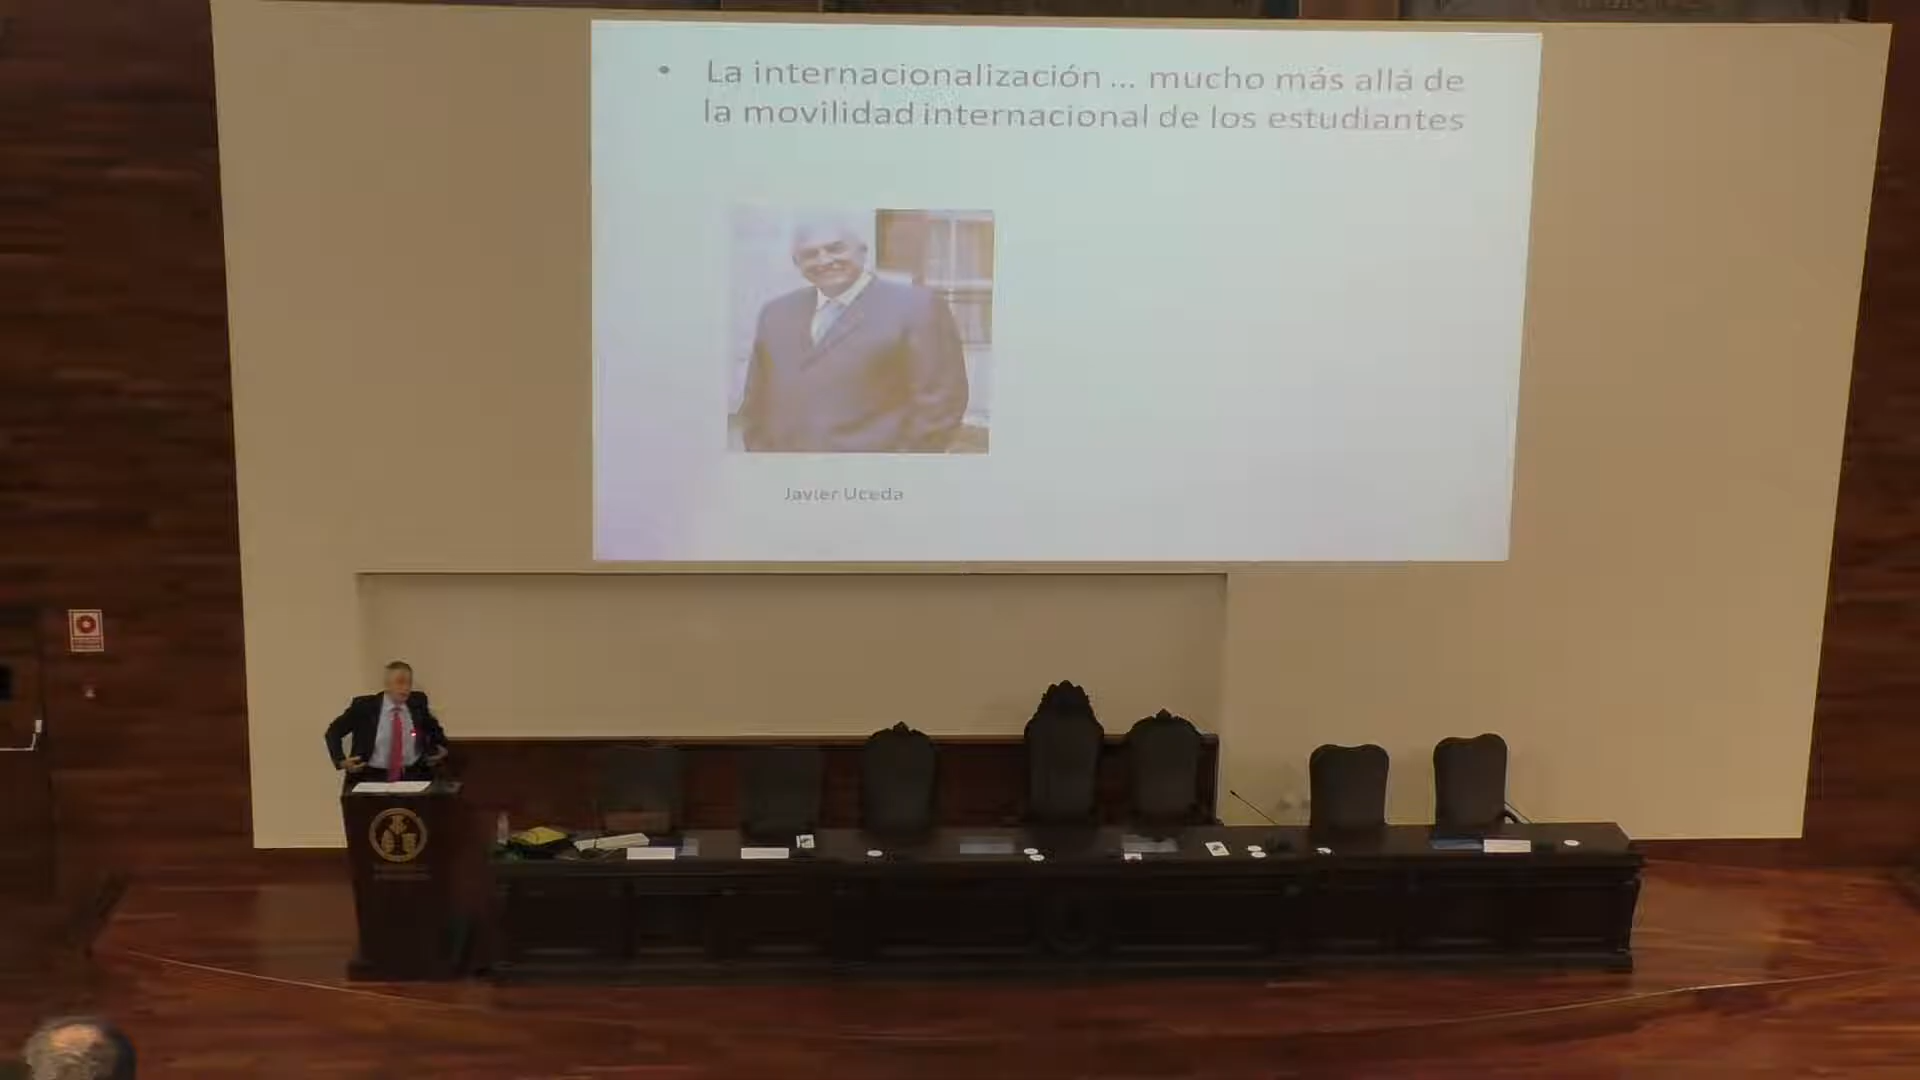 • La internacionalización ... mucho más allá de
la movilidad internacional de los estudiantes
Javier Uceda